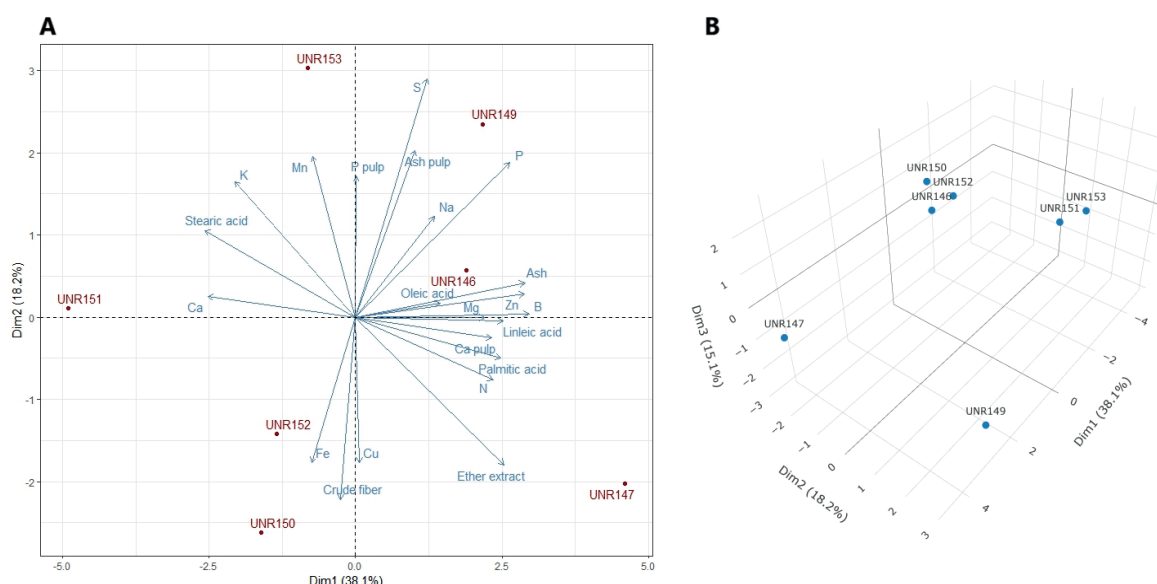 A
B
UNR153
S
UNR149
Mn
P pulp
Ash pulp
P
K
Stearic acid
Na
UNR146
Ash
Oleic acid
UNR151
Ca
Mg
Zn
B
Linleic acid
Ca pulp
Palmitic acid
N
UNR152
Fe
Cu
Ether extract
Crude fiber
UNR147
UNR150
3
2
1
0
-1
-2
Dim2 (18.2%)
-5.0
-2.5
0.0
2.5
5.0
Dim1 (38.1%)
UNR150
UNR152
UNR146
UNR153
UNR151
UNR147
UNR149
2
1
0
−1
−2
−3
Dim3 (15.1%)
−2
−1
0
1
2
3
Dim2 (18.2%)
−4
−2
0
2
4
Dim1 (38.1%)